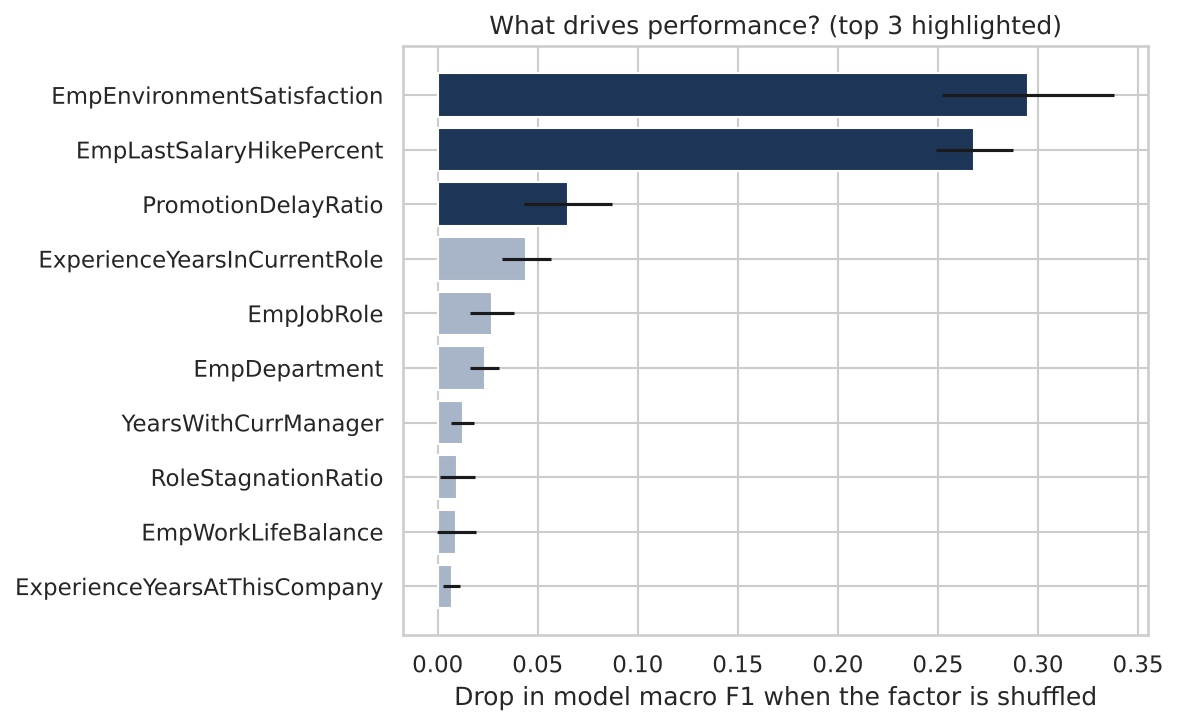 What drives performance? (top 3 highlighted)
EmpEnvironmentSatisfaction
EmpLastSalaryHikePercent
PromotionDelayRatio
ExperienceYearsInCurrentRole
EmpJobRole
EmpDepartment
YearsWithCurrManager
RoleStagnationRatio
EmpWorkLifeBalance
ExperienceYearsAtThisCompany
0.00 0.05 0.10 0.15 0.20 0.25 0.30 0.35
Drop in model macro F1 when the factor is shuffled